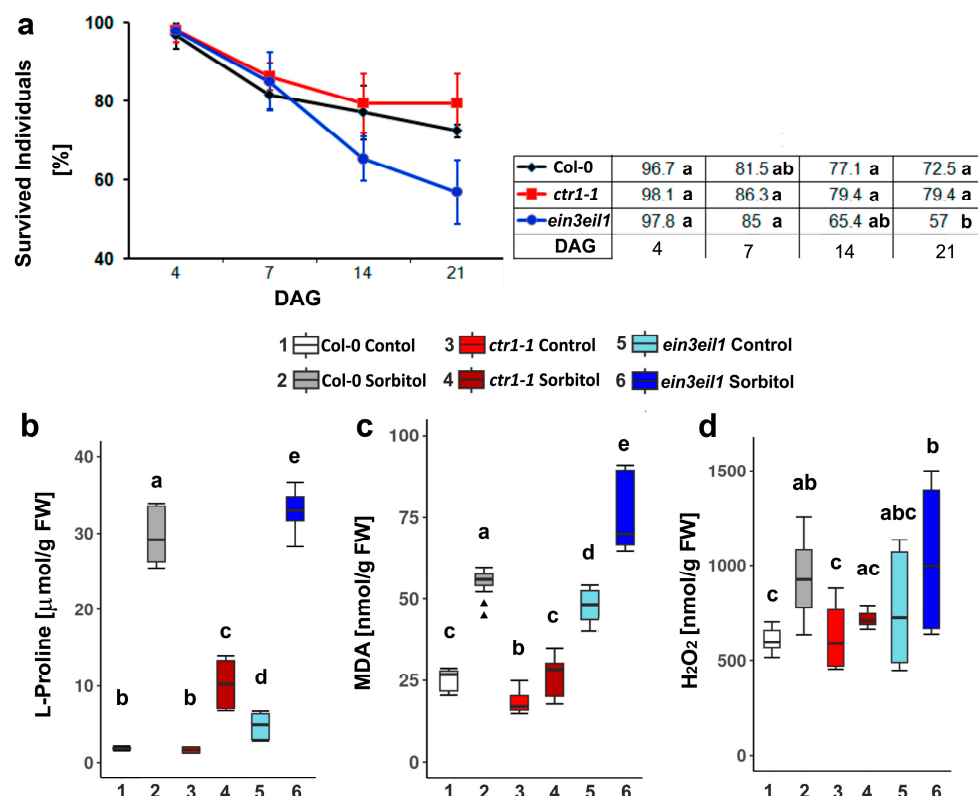 a
Survived Individuals
[%]
100
80
60
40
4 7 14 21
DAG
Col-0 96.7 a 81.5 ab 77.1 a 72.5 a
ctr1-1 98.1 a 86.3 a 79.4 a 79.4 a
ein3eil1 97.8 a 85 a 65.4 ab 57 b
DAG 4 7 14 21
1 Col-0 Contol 3 ctr1-1 Control 5 ein3eil1 Control
2 Col-0 Sorbitol 4 ctr1-1 Sorbitol 6 ein3eil1 Sorbitol
b
L-Proline [μmol/g FW]
40
30
20
10
0
b a b c d e
1 2 3 4 5 6
c
MDA [nmol/g FW]
100
75
50
25
0
c a b c d e
1 2 3 4 5 6
d
H₂O₂ [nmol/g FW]
1500
1000
500
0
c ab c ac abc b
1 2 3 4 5 6